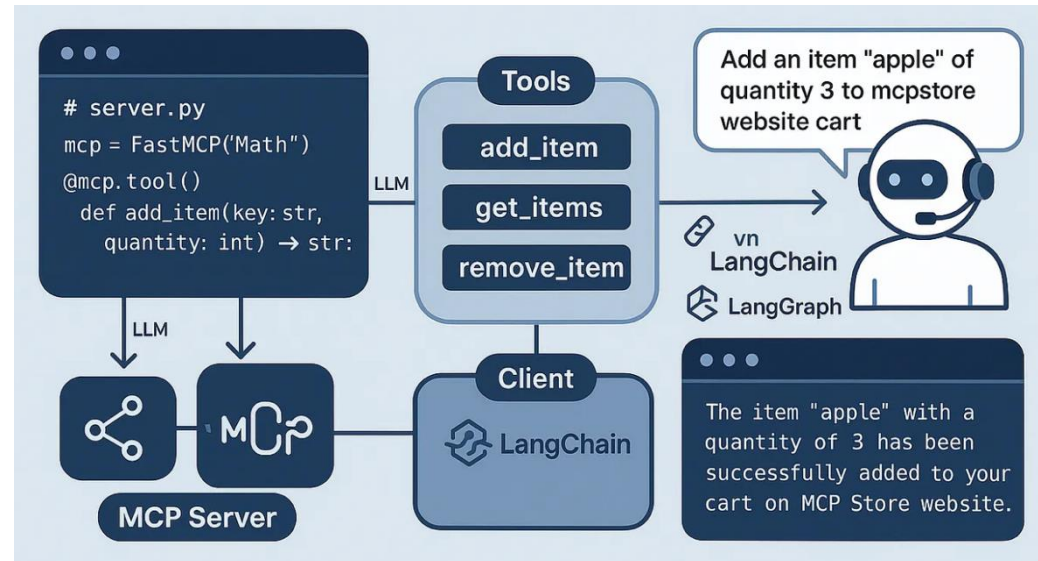 # server.py
mcp = FastMCP('Math")
@mcp.tool()
def add_item(key: str,
quantity: int) → str:
LLM
Tools
add_item
get_items
remove_item
Add an item "apple" of
quantity 3 to mcpstore
website cart
vn
LangChain
LangGraph
LLM
MCP
MCP Server
Client
LangChain
The item "apple" with a
quantity of 3 has been
successfully added to your
cart on MCP Store website.